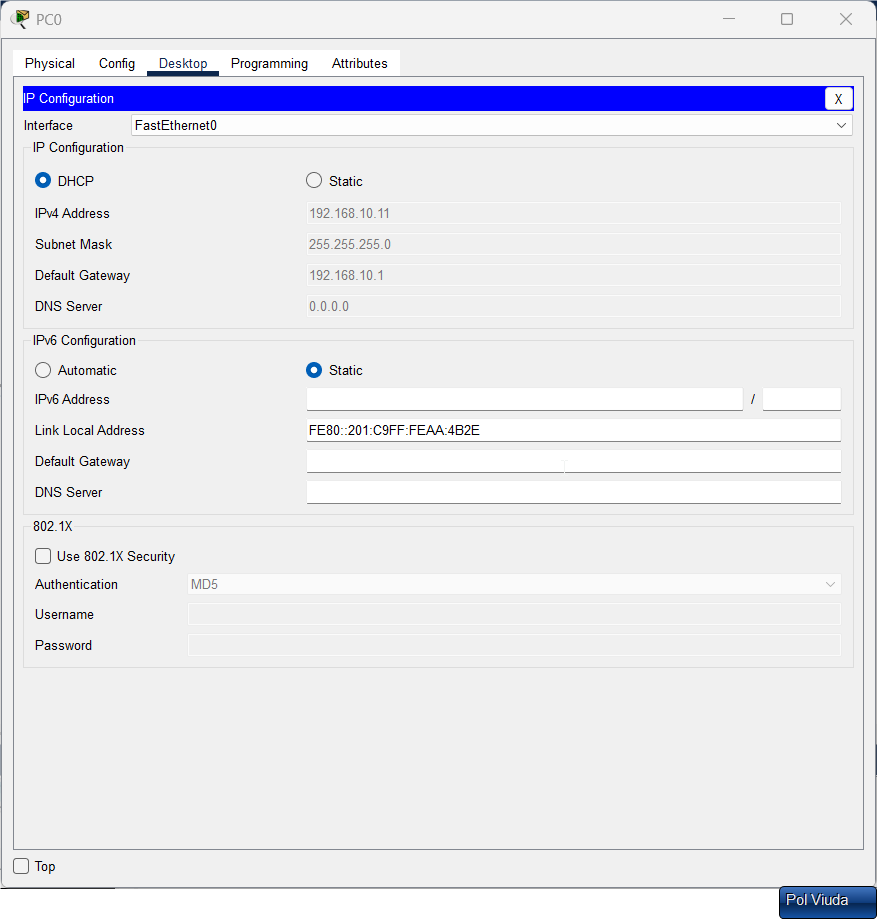 PC0
Physical Config Desktop Programming Attributes
IP Configuration X
Interface FastEthernet0
IP Configuration
DHCP Static
IPv4 Address 192.168.10.11
Subnet Mask 255.255.255.0
Default Gateway 192.168.10.1
DNS Server 0.0.0.0
IPv6 Configuration
Automatic Static
IPv6 Address /
Link Local Address FE80::201:C9FF:FEAA:4B2E
Default Gateway
DNS Server
802.1X
Use 802.1X Security
Authentication MD5
Username
Password
Top
Pol Viuda